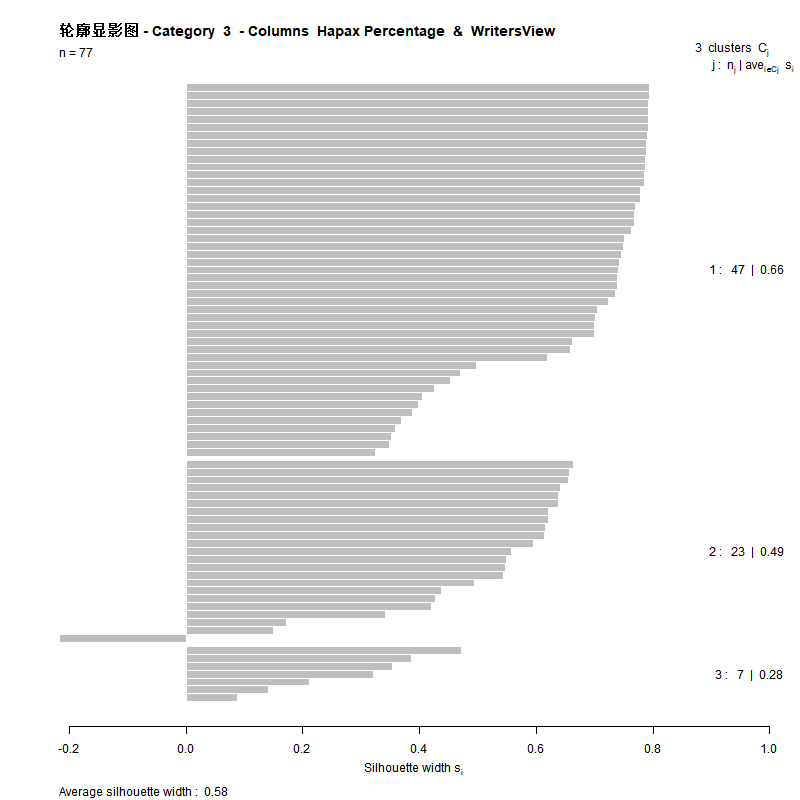 轮廓显影图 - Category 3 - Columns Hapax Percentage & WritersView
n = 77
3 clusters Cj
j : nj | avei∈Cj si
1 : 47 | 0.66
2 : 23 | 0.49
3 : 7 | 0.28
-0.2 0.0 0.2 0.4 0.6 0.8 1.0
Silhouette width si
Average silhouette width : 0.58